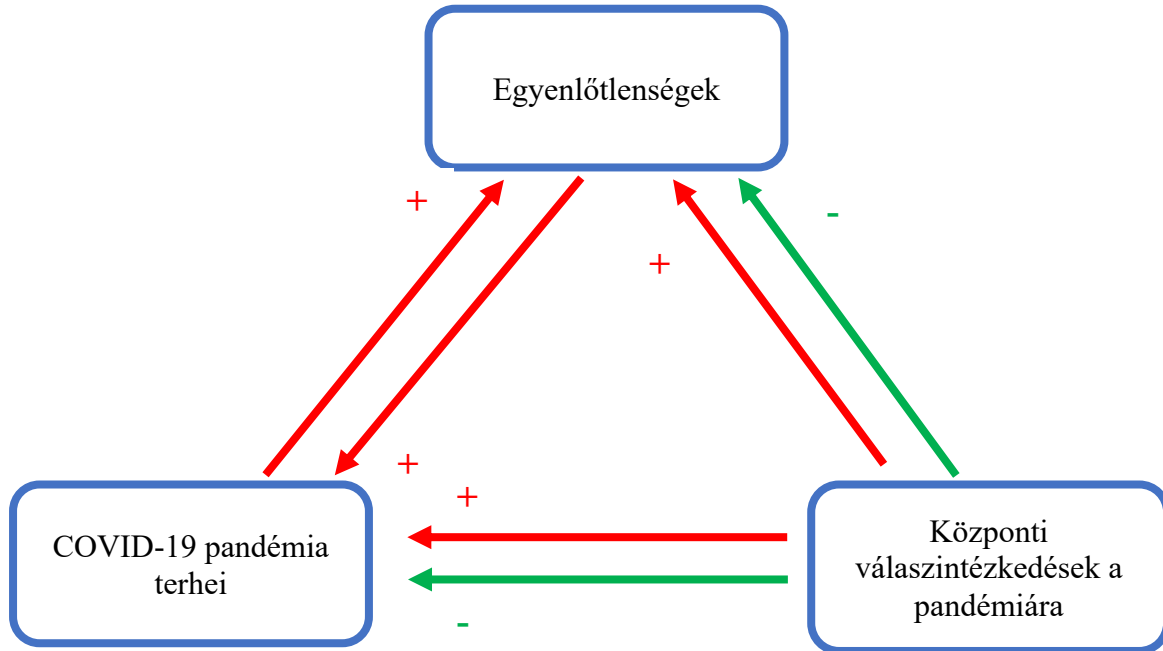 Egyenlőtlenségek
+
-
+
+
+
COVID-19 pandémia
terhei
Központi
válaszintézkedések a
pandémiára
-